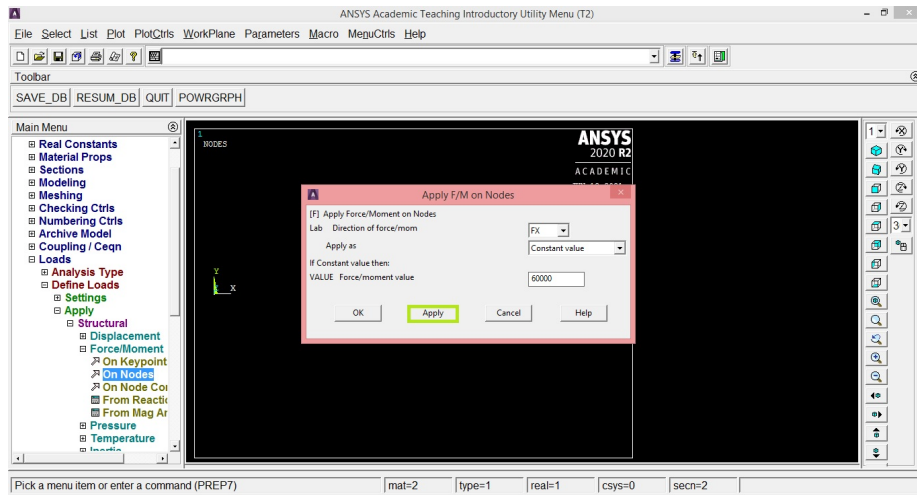 ANSYS Academic Teaching Introductory Utility Menu (T2)
File Select List Plot PlotCtrls WorkPlane Parameters Macro MenuCtrls Help
Toolbar
SAVE_DB RESUM_DB QUIT POWRGRPH
Main Menu
Real Constants
Material Props
Sections
Modeling
Meshing
Checking Ctrls
Numbering Ctrls
Archive Model
Coupling / Ceqn
Loads
Analysis Type
Define Loads
Settings
Apply
Structural
Displacement
Force/Moment
On Keypoint
On Nodes
On Node Co
From Reactic
From Mag Ar
Pressure
Temperature
1
NODES
ANSYS
2020 R2
ACADEMIC
Y
X
Apply F/M on Nodes
[F] Apply Force/Moment on Nodes
Lab Direction of force/mom FX
Apply as Constant value
If Constant value then:
VALUE Force/moment value 60000
OK Apply Cancel Help
1
3
Pick a menu item or enter a command (PREP7) mat=2 type=1 real=1 csys=0 secn=2